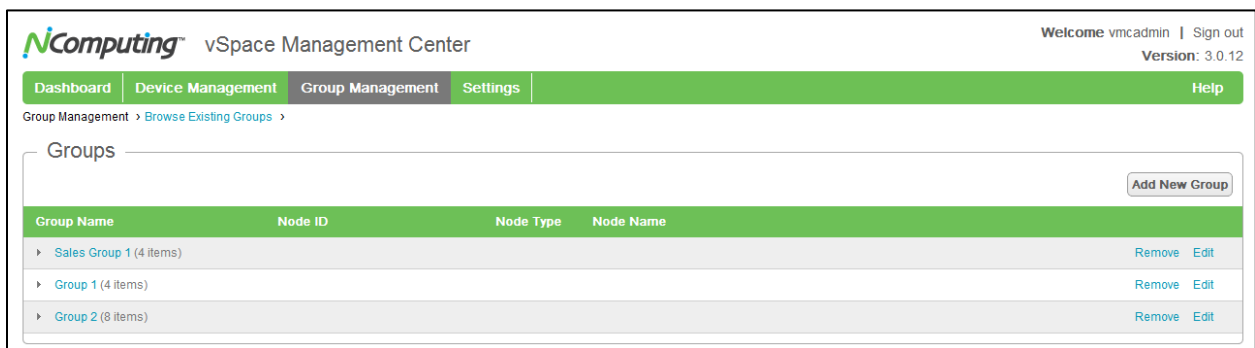 NComputing™ vSpace Management Center
Welcome vmcadmin | Sign out
Version: 3.0.12
Dashboard Device Management Group Management Settings Help
Group Management › Browse Existing Groups ›
Groups
Add New Group
Group Name Node ID Node Type Node Name
Sales Group 1 (4 items) Remove Edit
Group 1 (4 items) Remove Edit
Group 2 (8 items) Remove Edit